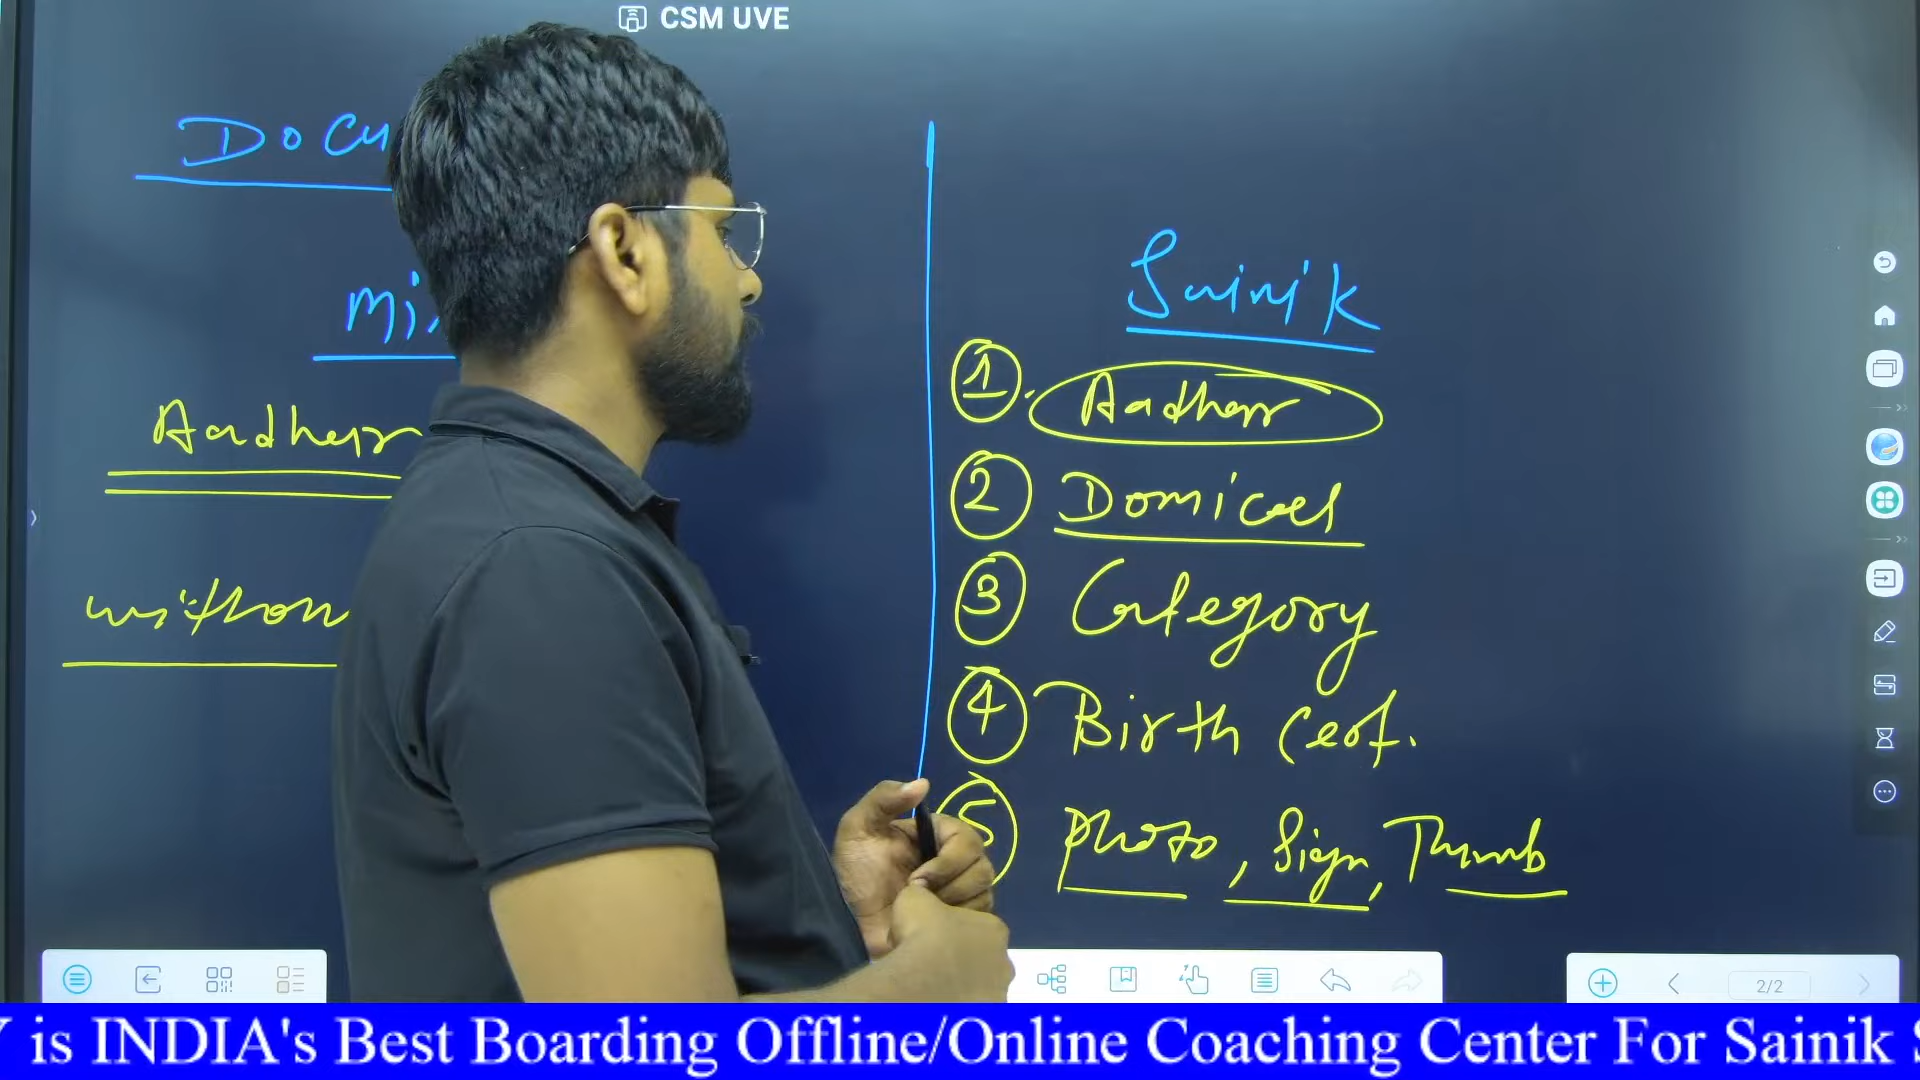 CSM UVE
Docu
Mi
Aadhar
withou
Sainik
1. Aadhar
2 Domicel
3 Category
4 Birth Cert.
5 Photo, Sign, Thumb
2/2
Y is INDIA's Best Boarding Offline/Online Coaching Center For Sainik S